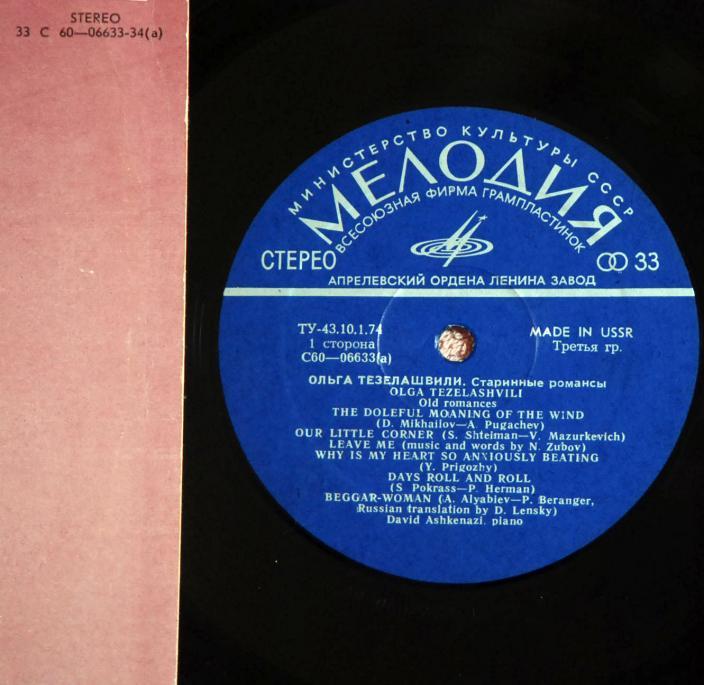 STEREO
33 С 60—06633-34(а)
МИНИСТЕРСТВО КУЛЬТУРЫ СССР
МЕЛОДИЯ
ВСЕСОЮЗНАЯ ФИРМА ГРАМПЛАСТИНОК
СТЕРЕО
33
АПРЕЛЕВСКИЙ ОРДЕНА ЛЕНИНА ЗАВОД
ТУ-43.10.1.74
1 сторона
С60—06633(а)
MADE IN USSR
Третья гр.
ОЛЬГА ТЕЗЕЛАШВИЛИ. Старинные романсы
OLGA TEZELASHVILI
Old romances
THE DOLEFUL MOANING OF THE WIND
(D. Mikhailov—A. Pugachev)
OUR LITTLE CORNER (S. Shteiman—V. Mazurkevich)
LEAVE ME (music and words by N. Zubov)
WHY IS MY HEART SO ANXIOUSLY BEATING
(Y. Prigozhy)
DAYS ROLL AND ROLL
(S Pokrass—P. Herman)
BEGGAR-WOMAN (A. Alyabiev—P. Beranger,
Russian translation by D. Lensky)
David Ashkenazi, piano